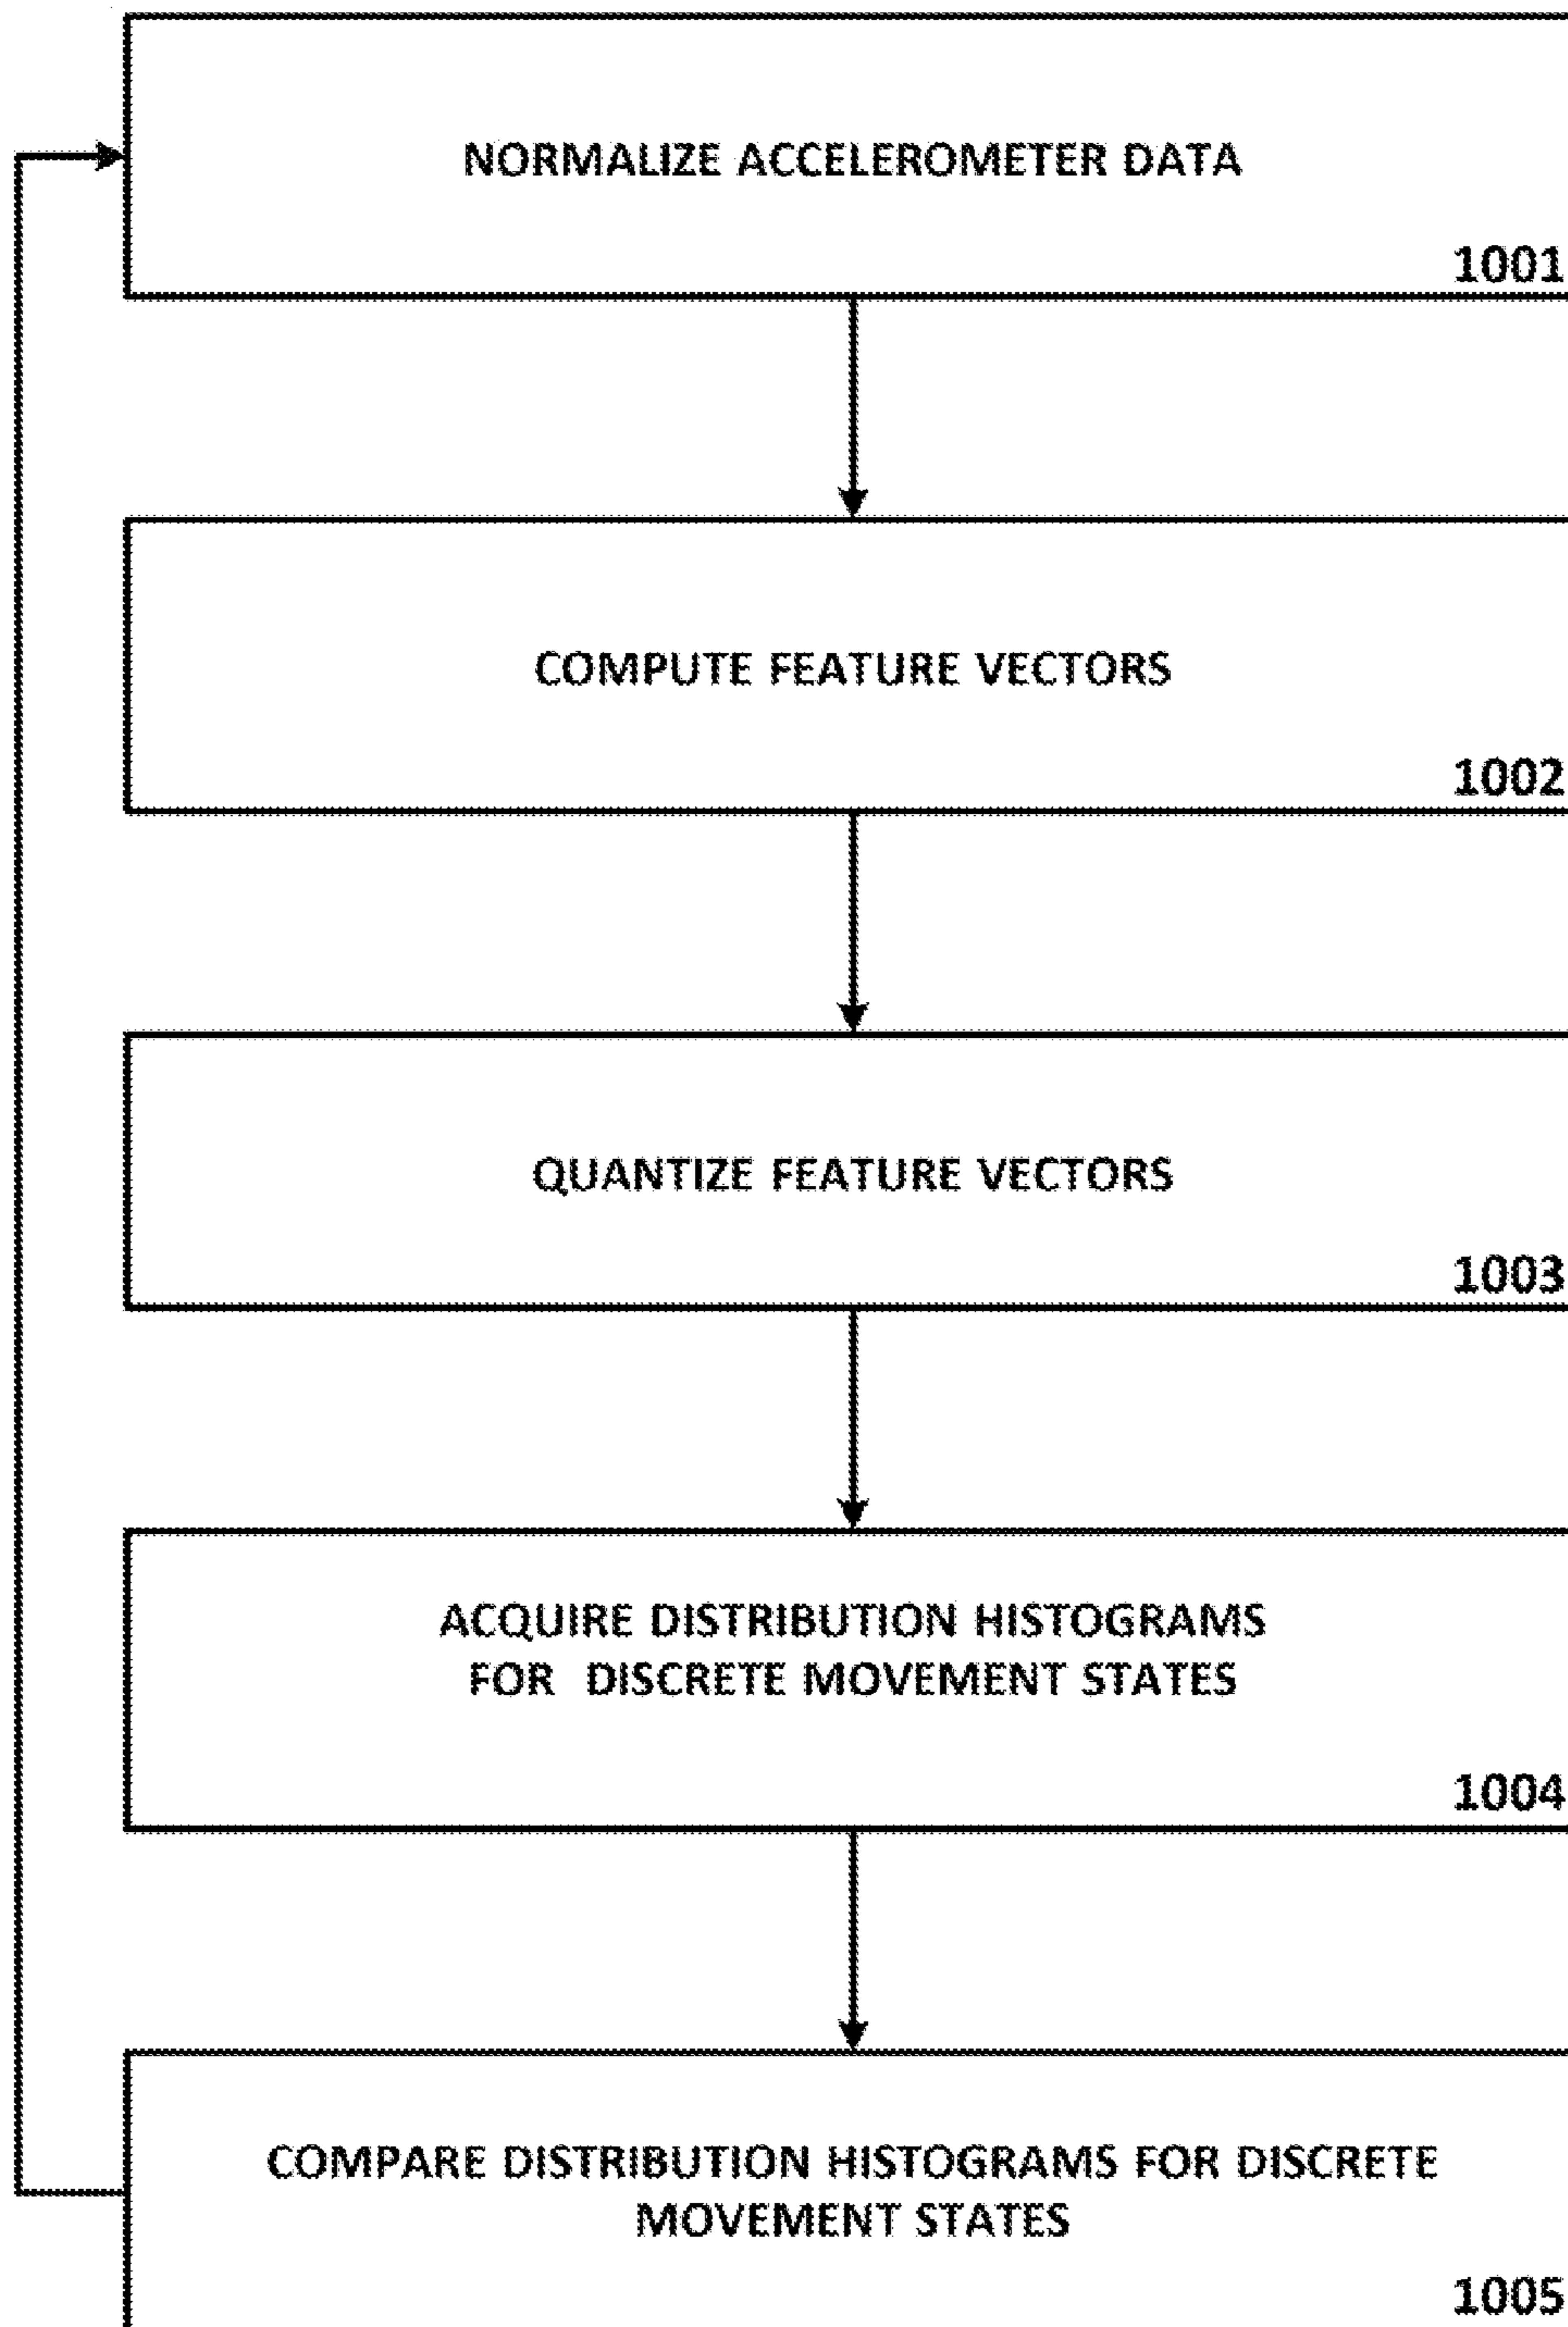 NORMALIZE ACCELEROMETER DATA
1001
COMPUTE FEATURE VECTORS
1002
QUANTIZE FEATURE VECTORS
1003
ACQUIRE DISTRIBUTION HISTOGRAMS
FOR DISCRETE MOVEMENT STATES
1004
COMPARE DISTRIBUTION HISTOGRAMS FOR DISCRETE
MOVEMENT STATES
1005